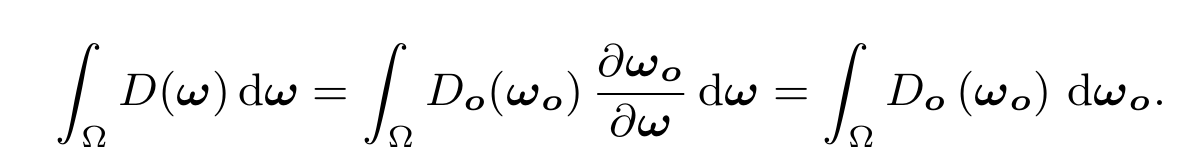 ∫_Ω D(𝝎) d𝝎 = ∫_Ω D_𝒐(𝝎_𝒐) ∂𝝎_𝒐/∂𝝎 d𝝎 = ∫_Ω D_𝒐 (𝝎_𝒐) d𝝎_𝒐.